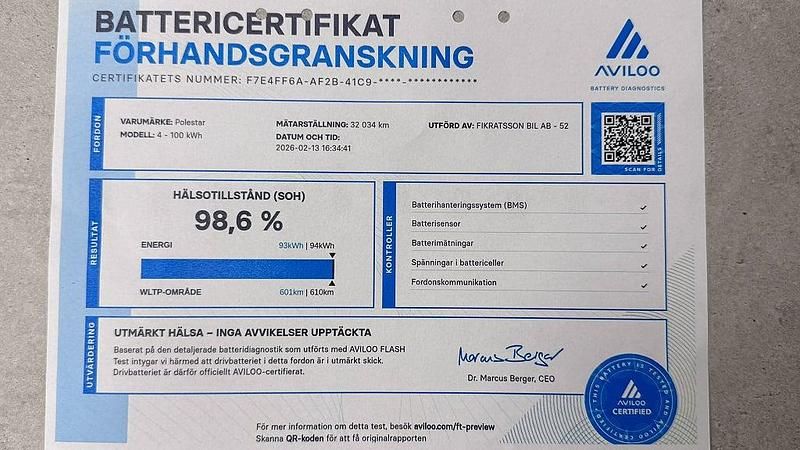 BATTERICERTIFIKAT
FÖRHANDSGRANSKNING
CERTIFIKATETS NUMMER: F7E4FF6A-AF2B-41C9-****-************
AVILOO
BATTERY DIAGNOSTICS
FORDON
VARUMÄRKE: Polestar
MODELL: 4 - 100 kWh
MÄTARSTÄLLNING: 32 034 km
DATUM OCH TID:
2026-02-13 16:34:41
UTFÖRD AV: FIKRATSSON BIL AB - 52
SCAN FOR DETAILS
RESULTAT
HÄLSOTILLSTÅND (SOH)
98,6 %
ENERGI 93kWh | 94kWh
WLTP-OMRÅDE 601km | 610km
KONTROLLER
Batterihanteringssystem (BMS)
Batterisensor
Batterimätningar
Spänningar i battericeller
Fordonskommunikation
UTVÄRDERING
UTMÄRKT HÄLSA – INGA AVVIKELSER UPPTÄCKTA
Baserat på den detaljerade batteridiagnostik som utförts med AVILOO FLASH
Test intygar vi härmed att drivbatteriet i detta fordon är i utmärkt skick.
Drivbatteriet är därför officiellt AVILOO-certifierat.
Marcus Berger
Dr. Marcus Berger, CEO
THIS BATTERY IS TESTED AND AVILOO CERTIFIED
AVILOO
CERTIFIED
För mer information om detta test, besök aviloo.com/ft-preview
Skanna QR-koden för att få originalrapporten